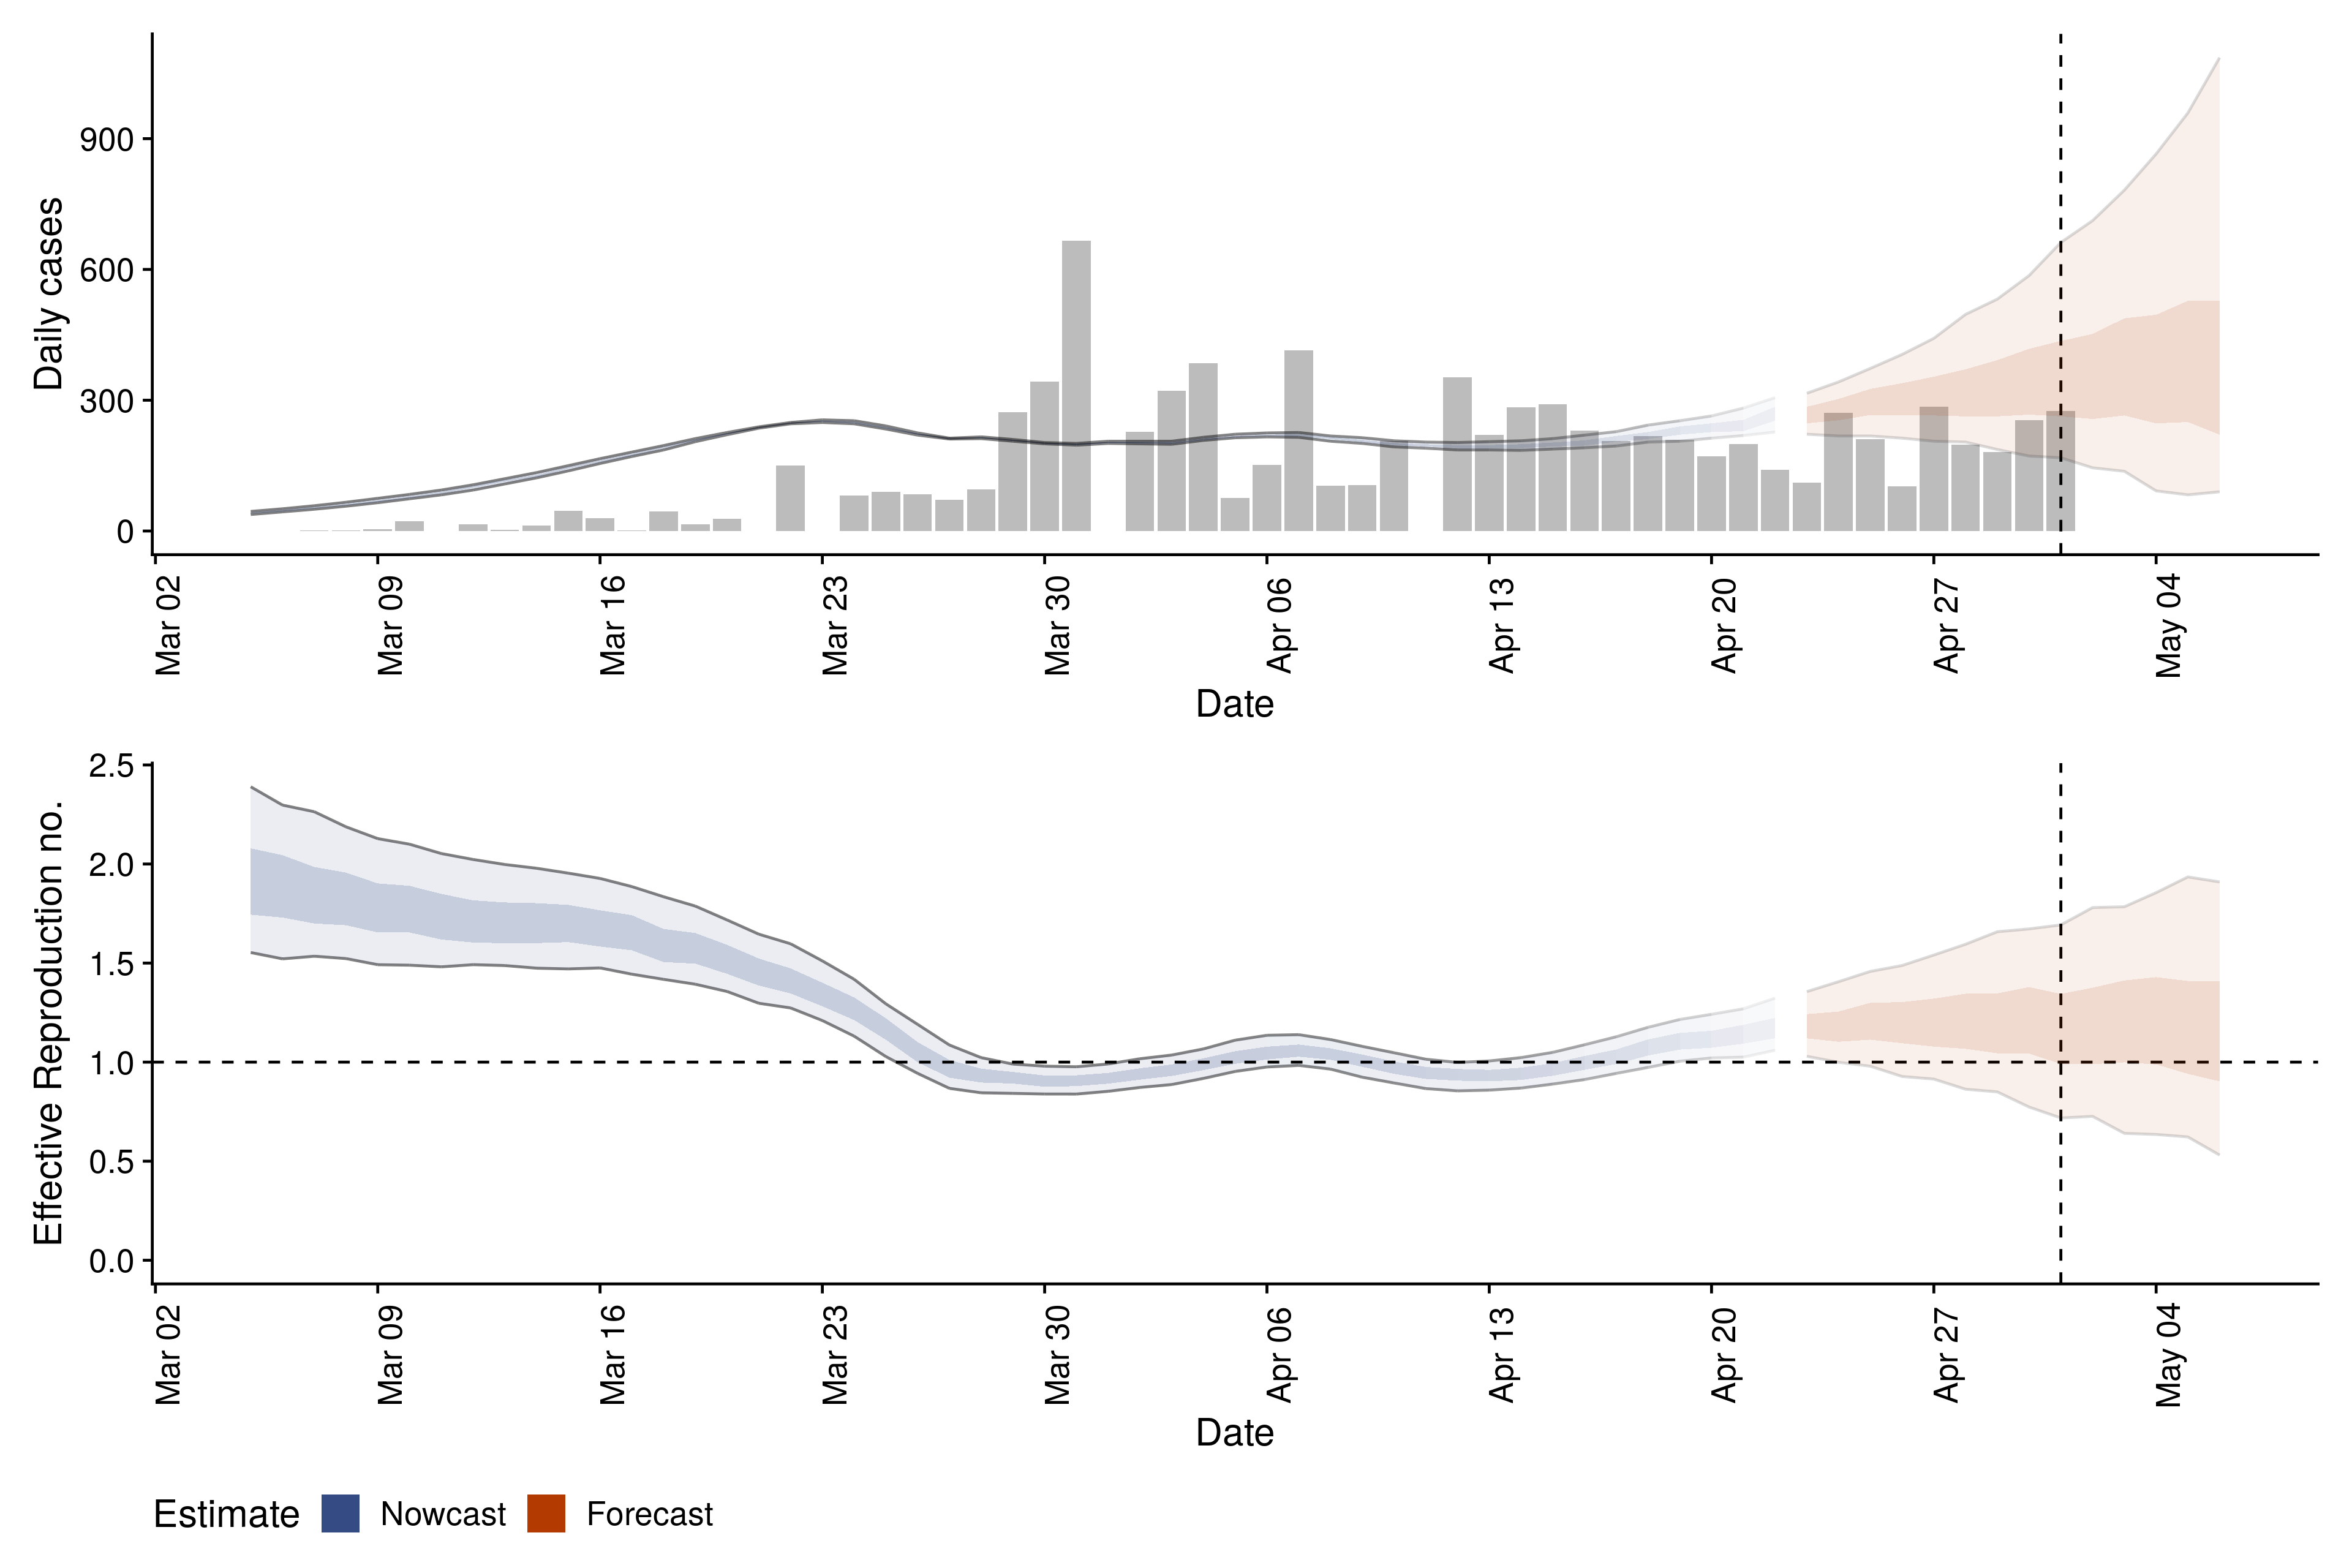 Daily cases
900
600
300
0
Mar 02 Mar 09 Mar 16 Mar 23 Mar 30 Apr 06 Apr 13 Apr 20 Apr 27 May 04
Date
Effective Reproduction no.
2.5
2.0
1.5
1.0
0.5
0.0
Mar 02 Mar 09 Mar 16 Mar 23 Mar 30 Apr 06 Apr 13 Apr 20 Apr 27 May 04
Date
Estimate Nowcast Forecast